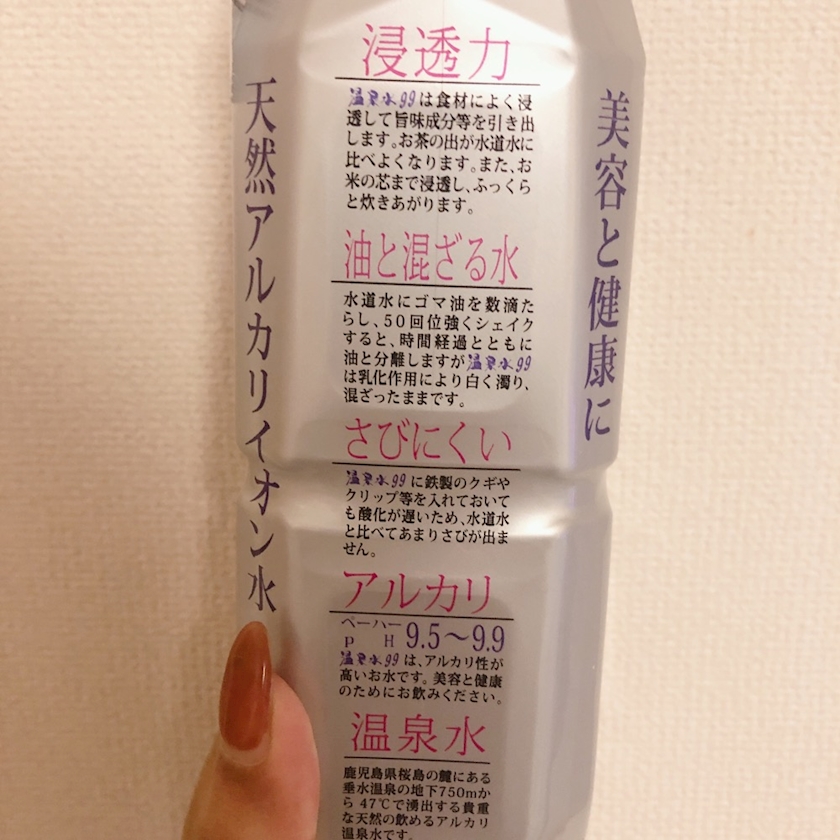 天然アルカリイオン水
浸透力
温泉水99は食材によく浸
透して旨味成分等を引き出
します。お茶の出が水道水に
比べよくなります。また、お
米の芯まで浸透し、ふっくら
と炊きあがります。
油と混ざる水
水道水にゴマ油を数滴た
らし、50回位強くシェイク
すると、時間経過とともに
油と分離しますが温泉水99
は乳化作用により白く濁り、
混ざったままです。
さびにくい
温泉水99に鉄製のクギや
クリップ等を入れておいて
も酸化が遅いため、水道水
と比べてあまりさびが出ま
せん。
アルカリ
ペーハー
pH 9.5〜9.9
温泉水99は、アルカリ性が
高いお水です。美容と健康
のためにお飲みください。
温泉水
鹿児島県桜島の麓にある
垂水温泉の地下750mか
ら47℃で湧出する貴重
な天然の飲めるアルカリ
温泉水です。
美容と健康に